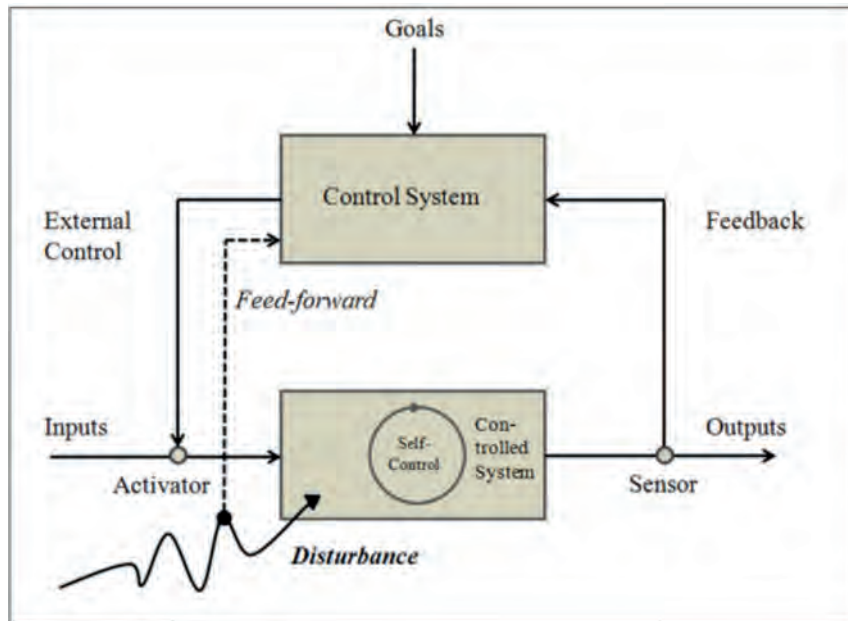 Goals
Control System
External
Control
Feedback
Feed-forward
Inputs
Activator
Self-
Control
Con-
trolled
System
Outputs
Sensor
Disturbance